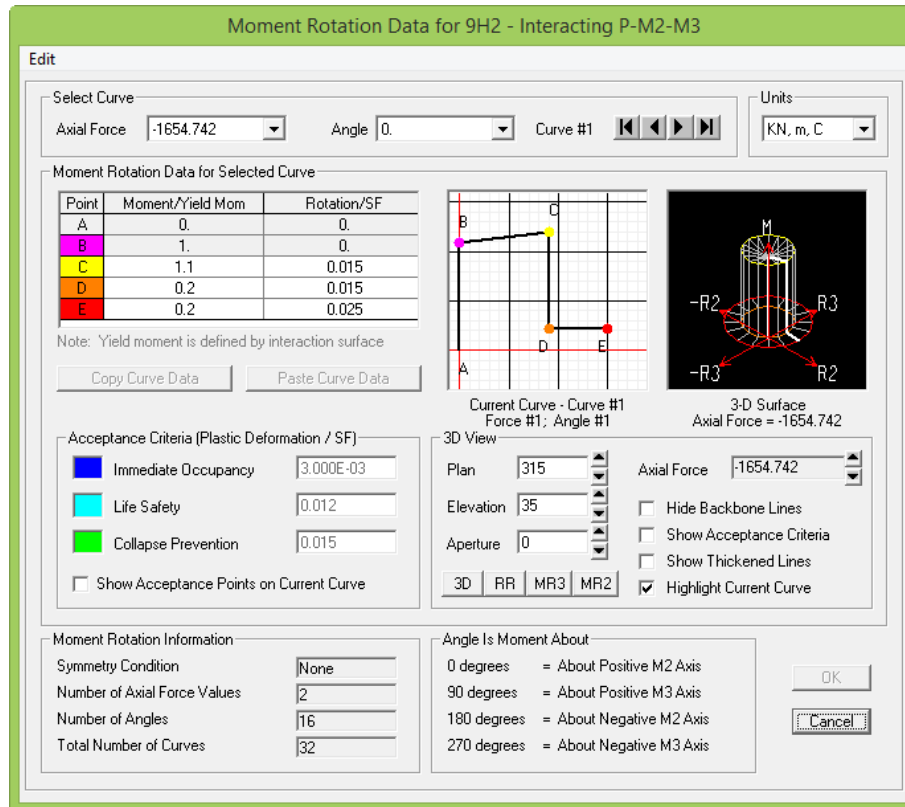 Moment Rotation Data for 9H2 - Interacting P-M2-M3
Edit
Select Curve
Axial Force -1654.742 Angle 0. Curve #1
Units
KN, m, C
Moment Rotation Data for Selected Curve
Point Moment/Yield Mom Rotation/SF
A 0. 0.
B 1. 0.
C 1.1 0.015
D 0.2 0.015
E 0.2 0.025
Note: Yield moment is defined by interaction surface
Copy Curve Data Paste Curve Data
B C
D E
A
Current Curve - Curve #1
Force #1; Angle #1
M
-R2 R3
-R3 R2
3-D Surface
Axial Force = -1654.742
Acceptance Criteria (Plastic Deformation / SF)
Immediate Occupancy 3.000E-03
Life Safety 0.012
Collapse Prevention 0.015
Show Acceptance Points on Current Curve
3D View
Plan 315
Elevation 35
Aperture 0
3D RR MR3 MR2
Axial Force -1654.742
Hide Backbone Lines
Show Acceptance Criteria
Show Thickened Lines
Highlight Current Curve
Moment Rotation Information
Symmetry Condition None
Number of Axial Force Values 2
Number of Angles 16
Total Number of Curves 32
Angle Is Moment About
0 degrees = About Positive M2 Axis
90 degrees = About Positive M3 Axis
180 degrees = About Negative M2 Axis
270 degrees = About Negative M3 Axis
OK
Cancel